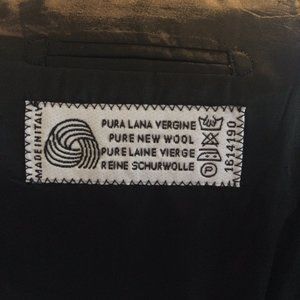 MADE IN ITALY
PURA LANA VERGINE
PURE NEW WOOL
PURE LAINE VIERGE
REINE SCHURWOLLE
P
1614190